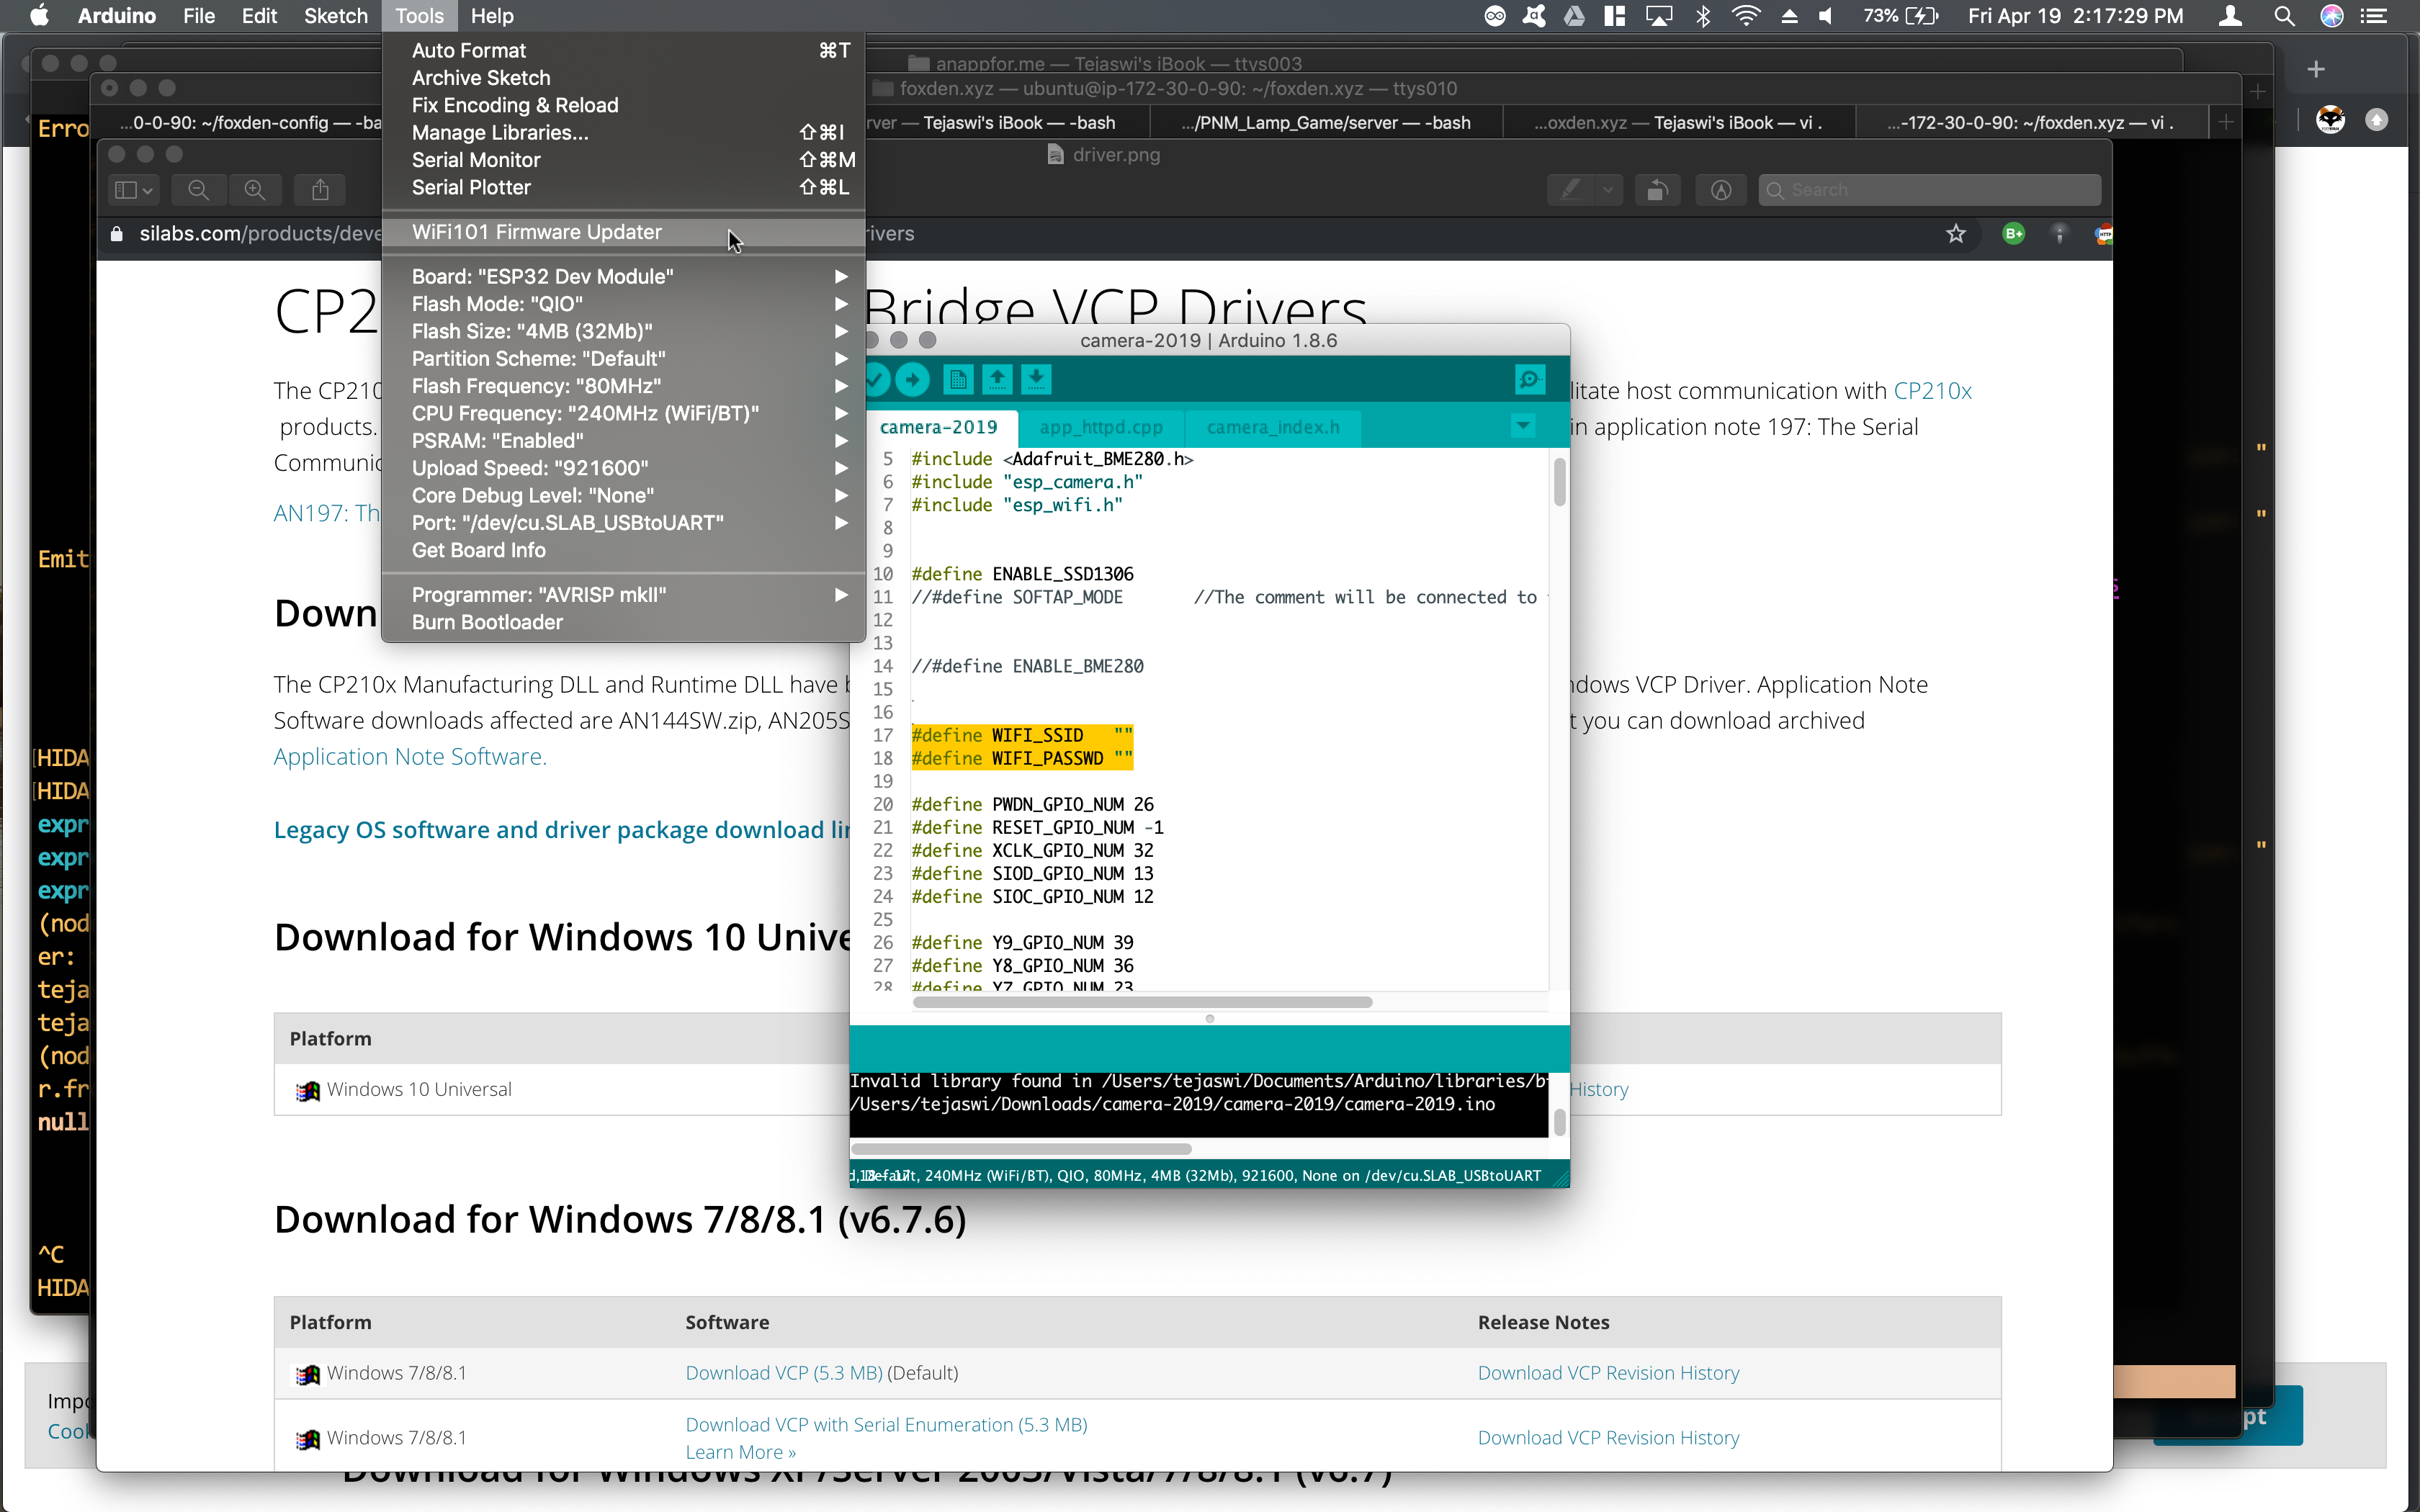 Arduino File Edit Sketch Tools Help
73% Fri Apr 19 2:17:29 PM
anappfor.me — Tejaswi's iBook — ttys003
foxden.xyz — ubuntu@ip-172-30-0-90: ~/foxden.xyz — ttys010
...0-0-90: ~/foxden-config — -ba
rver — Tejaswi's iBook — -bash
.../PNM_Lamp_Game/server — -bash
...oxden.xyz — Tejaswi's iBook — vi .
...-172-30-0-90: ~/foxden.xyz — vi .
driver.png
Search
silabs.com/products/deve
rivers
B+
Auto Format ⌘T
Archive Sketch
Fix Encoding & Reload
Manage Libraries... ⇧⌘I
Serial Monitor ⇧⌘M
Serial Plotter ⇧⌘L
WiFi101 Firmware Updater
Board: "ESP32 Dev Module"
Flash Mode: "QIO"
Flash Size: "4MB (32Mb)"
Partition Scheme: "Default"
Flash Frequency: "80MHz"
CPU Frequency: "240MHz (WiFi/BT)"
PSRAM: "Enabled"
Upload Speed: "921600"
Core Debug Level: "None"
Port: "/dev/cu.SLAB_USBtoUART"
Get Board Info
Programmer: "AVRISP mkII"
Burn Bootloader
Erro
Emit
[HIDA
[HIDA
expr
expr
expr
(nod
er:
teja
teja
(nod
r.fr
null
^C
HIDA
CP2
Bridge VCP Drivers
The CP210
litate host communication with CP210x
products.
in application note 197: The Serial
Communic
AN197: Th
Down
The CP210x Manufacturing DLL and Runtime DLL have b
ndows VCP Driver. Application Note
Software downloads affected are AN144SW.zip, AN205S
t you can download archived
Application Note Software.
Legacy OS software and driver package download lin
Download for Windows 10 Unive
Platform
Windows 10 Universal
History
Download for Windows 7/8/8.1 (v6.7.6)
Platform Software Release Notes
Windows 7/8/8.1 Download VCP (5.3 MB) (Default) Download VCP Revision History
Windows 7/8/8.1 Download VCP with Serial Enumeration (5.3 MB) Download VCP Revision History
Learn More »
Download for Windows XP/Server 2003/Vista/7/8/8.1 (v6.7)
Impo
Cook
pt
camera-2019 | Arduino 1.8.6
camera-2019 app_httpd.cpp camera_index.h
5 #include <Adafruit_BME280.h>
6 #include "esp_camera.h"
7 #include "esp_wifi.h"
8
9
10 #define ENABLE_SSD1306
11 //#define SOFTAP_MODE //The comment will be connected to
12
13
14 //#define ENABLE_BME280
15
16
17 #define WIFI_SSID ""
18 #define WIFI_PASSWD ""
19
20 #define PWDN_GPIO_NUM 26
21 #define RESET_GPIO_NUM -1
22 #define XCLK_GPIO_NUM 32
23 #define SIOD_GPIO_NUM 13
24 #define SIOC_GPIO_NUM 12
25
26 #define Y9_GPIO_NUM 39
27 #define Y8_GPIO_NUM 36
28 #define Y7_GPIO_NUM 23
Invalid library found in /Users/tejaswi/Documents/Arduino/libraries/b
/Users/tejaswi/Downloads/camera-2019/camera-2019/camera-2019.ino
Default, 240MHz (WiFi/BT), QIO, 80MHz, 4MB (32Mb), 921600, None on /dev/cu.SLAB_USBtoUART